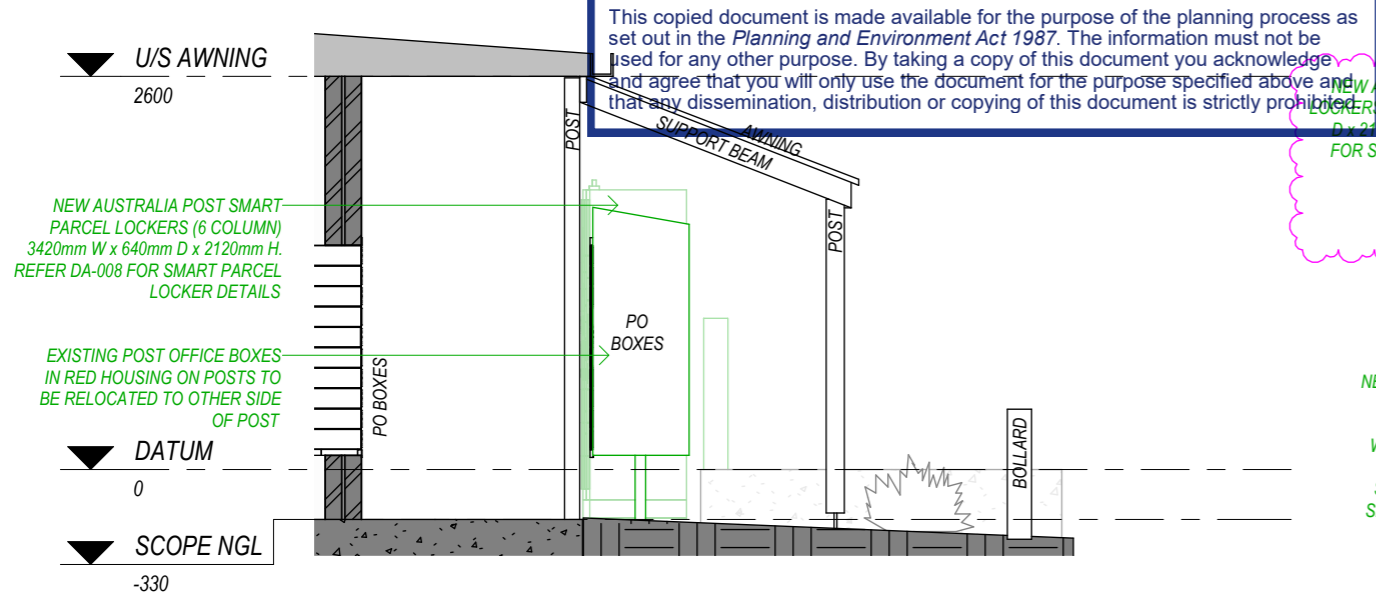 This copied document is made available for the purpose of the planning process as
set out in the Planning and Environment Act 1987. The information must not be
used for any other purpose. By taking a copy of this document you acknowledge
and agree that you will only use the document for the purpose specified above and
that any dissemination, distribution or copying of this document is strictly prohibited.
U/S AWNING
2600
NEW
LOCKERS
D x 21
FOR S
POST
AWNING
SUPPORT BEAM
POST
NEW AUSTRALIA POST SMART
PARCEL LOCKERS (6 COLUMN)
3420mm W x 640mm D x 2120mm H.
REFER DA-008 FOR SMART PARCEL
LOCKER DETAILS
PO
BOXES
EXISTING POST OFFICE BOXES
IN RED HOUSING ON POSTS TO
BE RELOCATED TO OTHER SIDE
OF POST
PO BOXES
NE
BOLLARD
DATUM
0
SCOPE NGL
-330